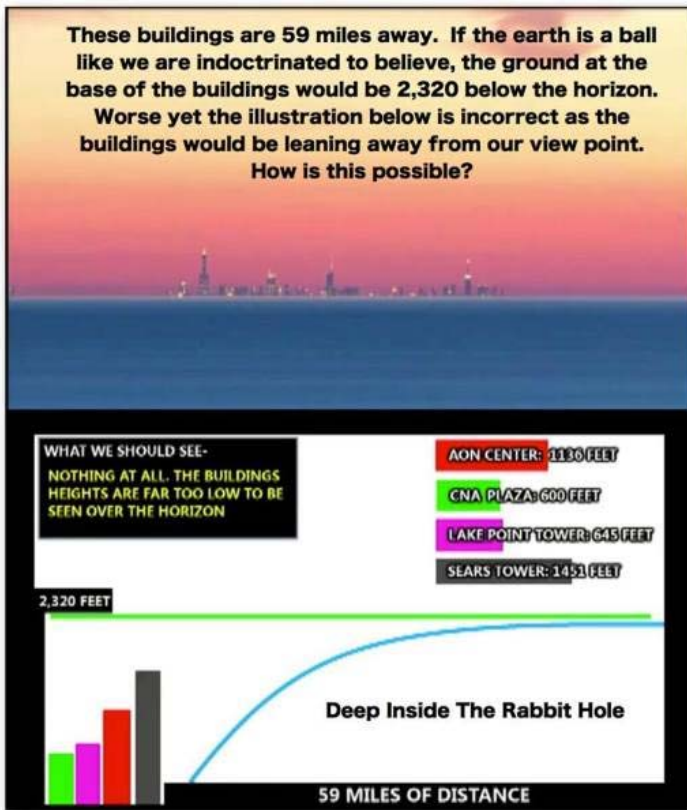 These buildings are 59 miles away. If the earth is a ball
like we are indoctrinated to believe, the ground at the
base of the buildings would be 2,320 below the horizon.
Worse yet the illustration below is incorrect as the
buildings would be leaning away from our view point.
How is this possible?
WHAT WE SHOULD SEE-
NOTHING AT ALL. THE BUILDINGS
HEIGHTS ARE FAR TOO LOW TO BE
SEEN OVER THE HORIZON
AON CENTER: 1136 FEET
CNA PLAZA: 600 FEET
LAKE POINT TOWER: 645 FEET
SEARS TOWER: 1451 FEET
2,320 FEET
Deep Inside The Rabbit Hole
59 MILES OF DISTANCE